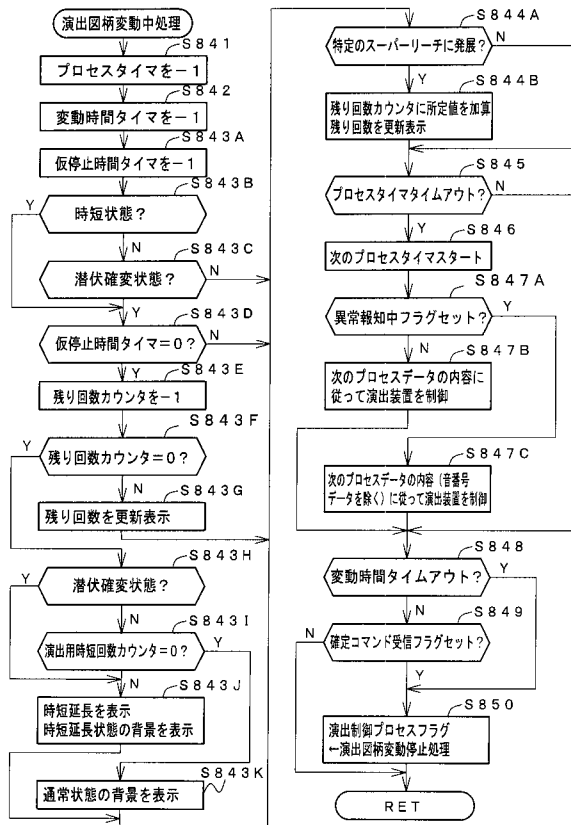 演出図柄変動中処理
S841
プロセスタイマを－1
S842
変動時間タイマを－1
S843A
仮停止時間タイマを－1
S843B
Y
時短状態？
N
S843C
潜伏確変状態？
N
Y
S843D
仮停止時間タイマ＝0？
N
Y
S843E
残り回数カウンタを－1
S843F
Y
残り回数カウンタ＝0？
N
S843G
残り回数を更新表示
S843H
Y
潜伏確変状態？
N
S843I
演出用時短回数カウンタ＝0？
Y
N
S843J
時短延長を表示
時短延長状態の背景を表示
S843K
通常状態の背景を表示
S844A
特定のスーパーリーチに発展？
N
Y
S844B
残り回数カウンタに所定値を加算
残り回数を更新表示
S845
プロセスタイマタイムアウト？
N
Y
S846
次のプロセスタイマスタート
S847A
異常報知中フラグセット？
Y
N
S847B
次のプロセスデータの内容に
従って演出装置を制御
S847C
次のプロセスデータの内容（音番号
データを除く）に従って演出装置を制御
S848
変動時間タイムアウト？
Y
N
S849
N
確定コマンド受信フラグセット？
Y
S850
演出制御プロセスフラグ
←演出図柄変動停止処理
RET